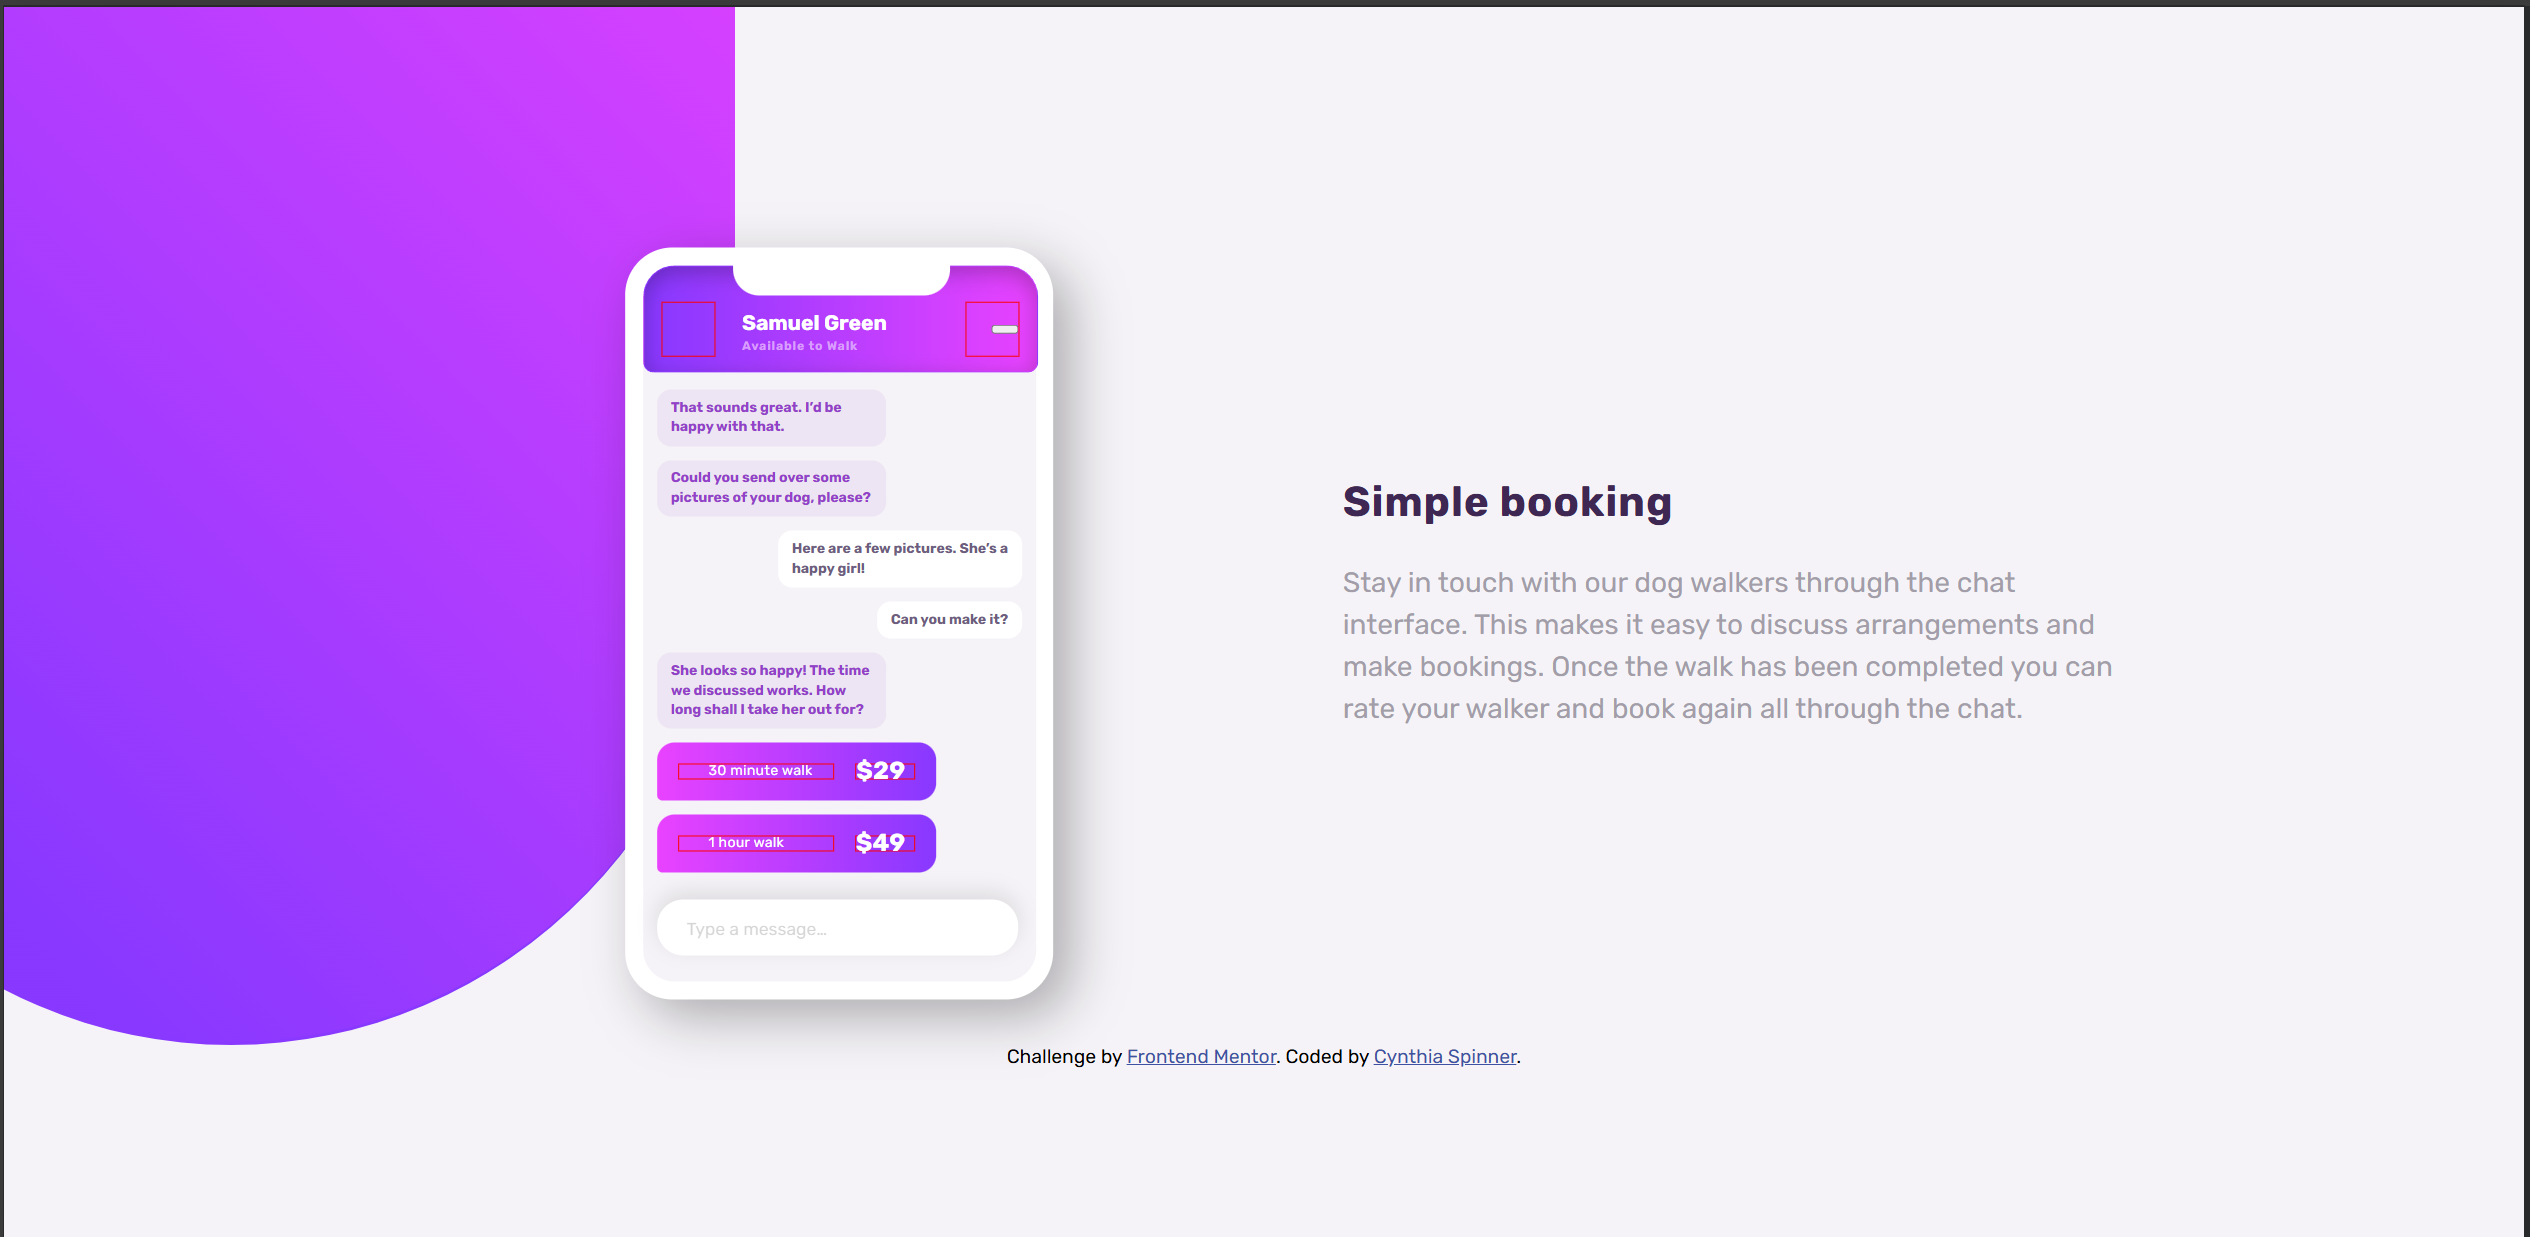 Samuel Green
Available to Walk
That sounds great. I’d be
happy with that.
Could you send over some
pictures of your dog, please?
Here are a few pictures. She’s a
happy girl!
Can you make it?
She looks so happy! The time
we discussed works. How
long shall I take her out for?
30 minute walk $29
1 hour walk $49
Type a message…
Simple booking
Stay in touch with our dog walkers through the chat
interface. This makes it easy to discuss arrangements and
make bookings. Once the walk has been completed you can
rate your walker and book again all through the chat.
Challenge by Frontend Mentor. Coded by Cynthia Spinner.